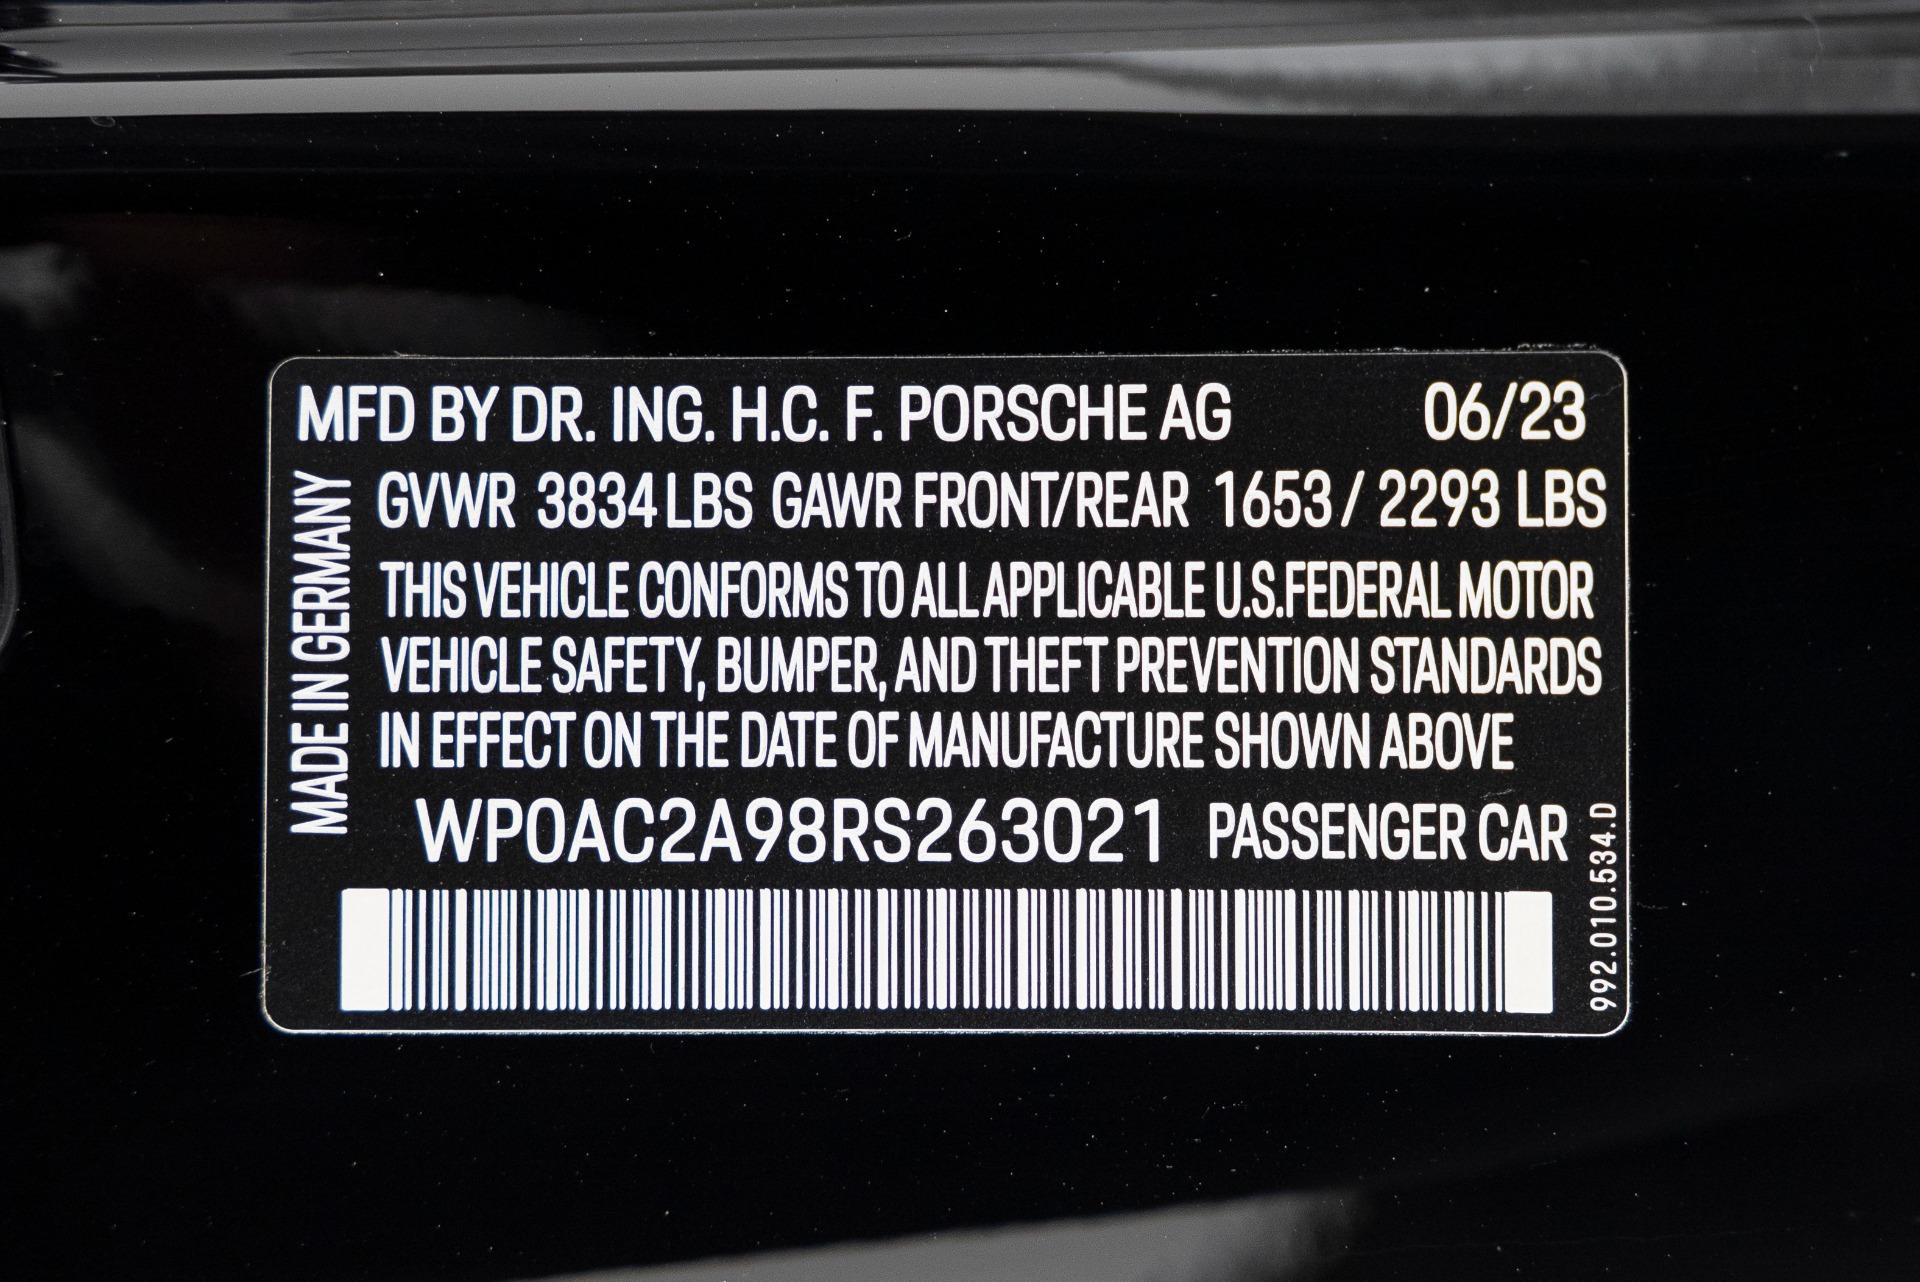 MFD BY DR. ING. H.C. F. PORSCHE AG 06/23
GVWR 3834 LBS GAWR FRONT/REAR 1653 / 2293 LBS
THIS VEHICLE CONFORMS TO ALL APPLICABLE U.S.FEDERAL MOTOR
VEHICLE SAFETY, BUMPER, AND THEFT PREVENTION STANDARDS
IN EFFECT ON THE DATE OF MANUFACTURE SHOWN ABOVE
WP0AC2A98RS263021 PASSENGER CAR
MADE IN GERMANY
992.010.534.D